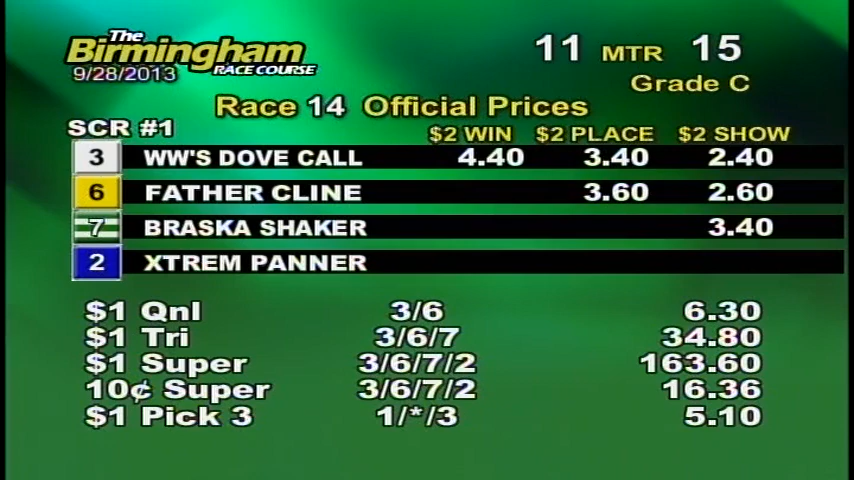 The
Birmingham
RACE COURSE
9/28/2013
11 MTR 15
Grade C
Race 14 Official Prices
SCR #1
$2 WIN $2 PLACE $2 SHOW
3 WW'S DOVE CALL 4.40 3.40 2.40
6 FATHER CLINE 3.60 2.60
7 BRASKA SHAKER 3.40
2 XTREM PANNER
$1 Qnl 3/6 6.30
$1 Tri 3/6/7 34.80
$1 Super 3/6/7/2 163.60
10¢ Super 3/6/7/2 16.36
$1 Pick 3 1/*/3 5.10